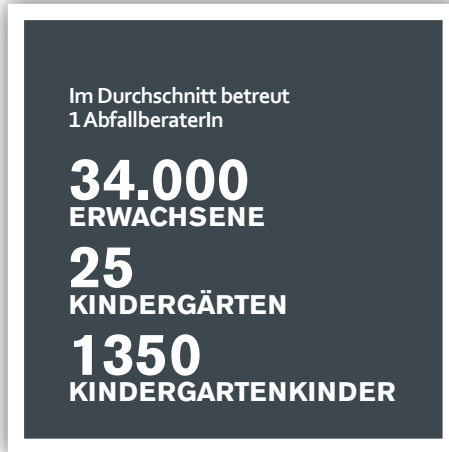 Im Durchschnitt betreut
1 AbfallberaterIn
34.000
ERWACHSENE
25
KINDERGÄRTEN
1350
KINDERGARTENKINDER